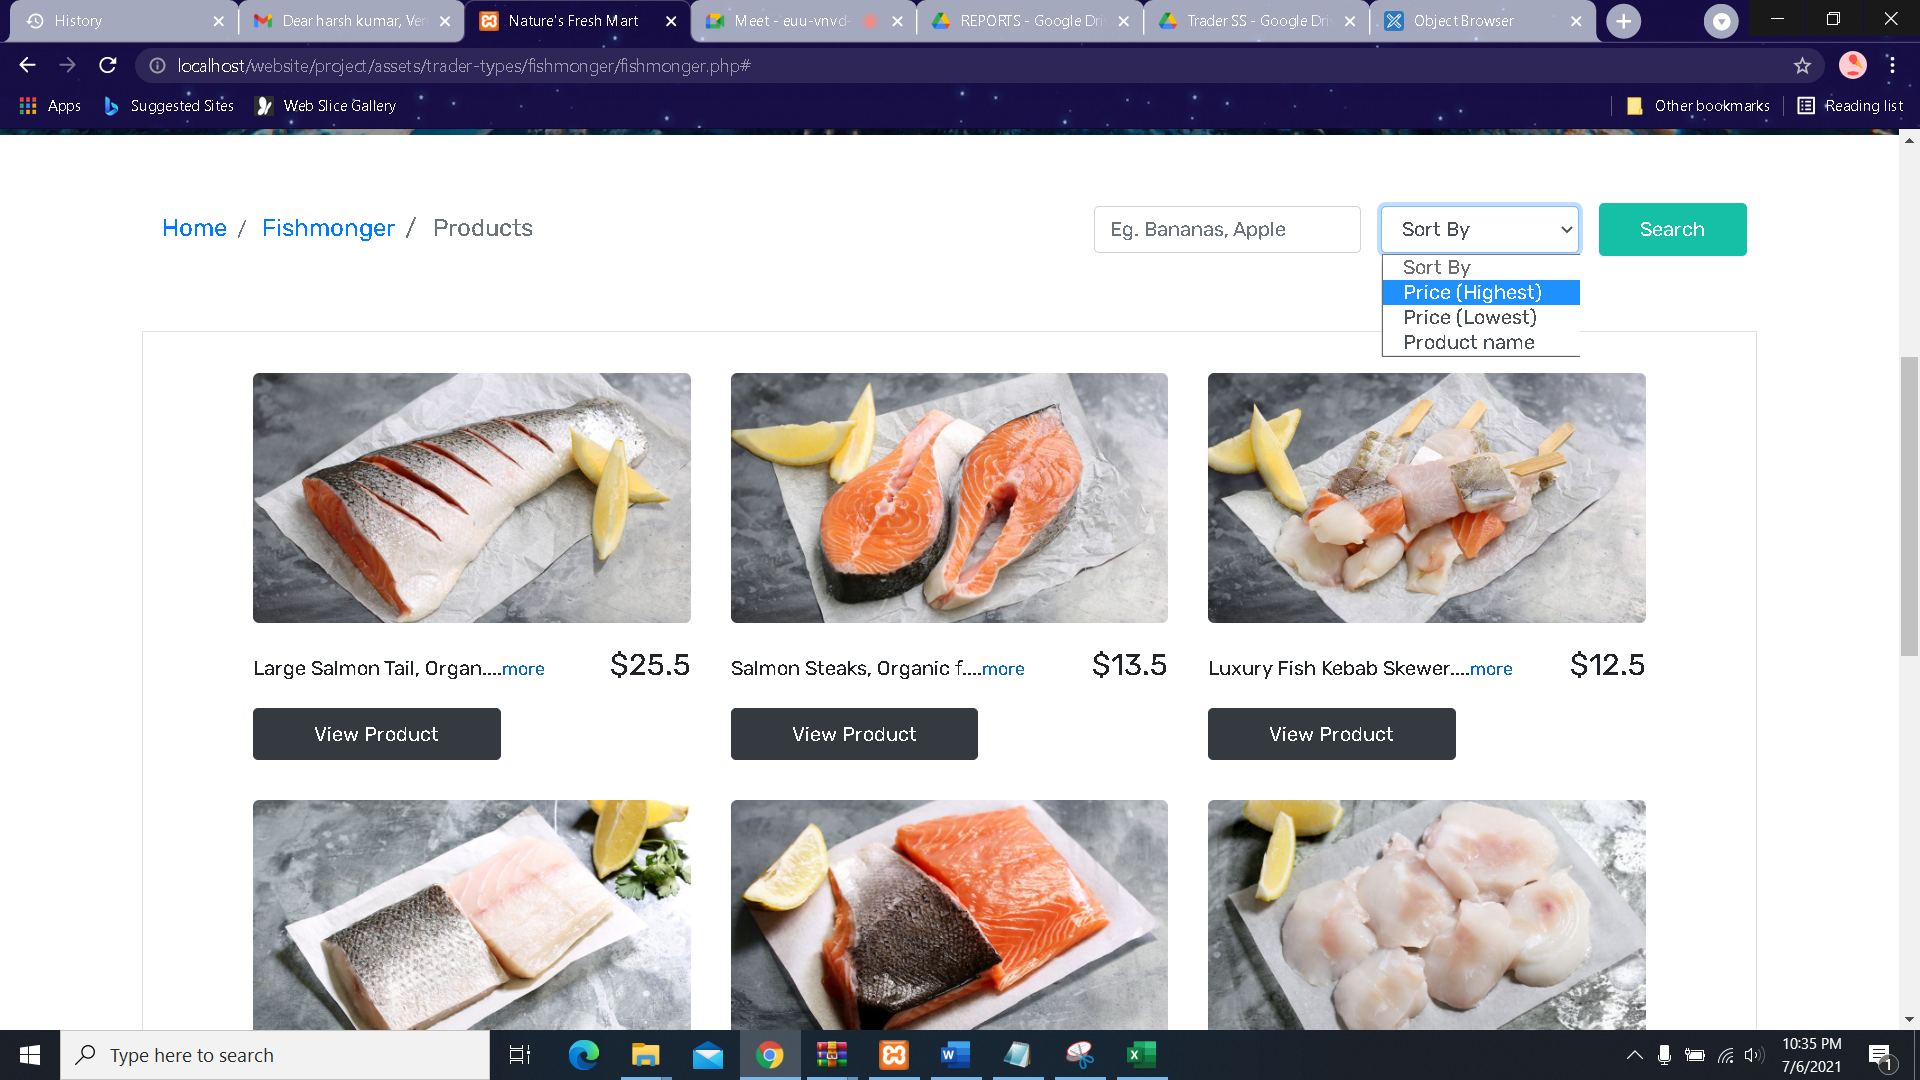 History
Dear harsh kumar, Ver
Nature's Fresh Mart
Meet - euu-vnvd-
REPORTS - Google Dri
Trader SS - Google Dri
Object Browser
localhost/website/project/assets/trader-types/fishmonger/fishmonger.php#
Apps
Suggested Sites
Web Slice Gallery
Other bookmarks
Reading list
Home / Fishmonger / Products
Eg. Bananas, Apple
Sort By
Search
Sort By
Price (Highest)
Price (Lowest)
Product name
Large Salmon Tail, Organ....more
$25.5
Salmon Steaks, Organic f....more
$13.5
Luxury Fish Kebab Skewer....more
$12.5
View Product
View Product
View Product
Type here to search
10:35 PM
7/6/2021
1